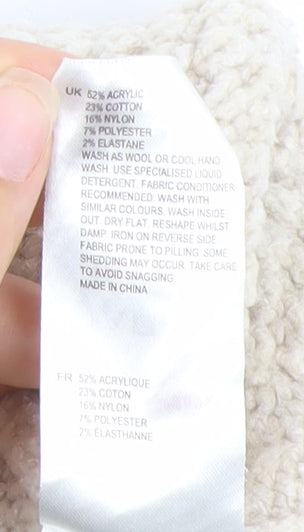 UK 52% ACRYLIC
23% COTTON
16% NYLON
7% POLYESTER
2% ELASTANE
WASH AS WOOL OR COOL HAND
WASH. USE SPECIALISED LIQUID
DETERGENT. FABRIC CONDITIONER
RECOMMENDED. WASH WITH
SIMILAR COLOURS. WASH INSIDE
OUT. DRY FLAT. RESHAPE WHILST
DAMP. IRON ON REVERSE SIDE.
FABRIC PRONE TO PILLING. SOME
SHEDDING MAY OCCUR. TAKE CARE
TO AVOID SNAGGING.
MADE IN CHINA
FR 52% ACRYLIQUE
23% COTON
16% NYLON
7% POLYESTER
2% ÉLASTHANNE